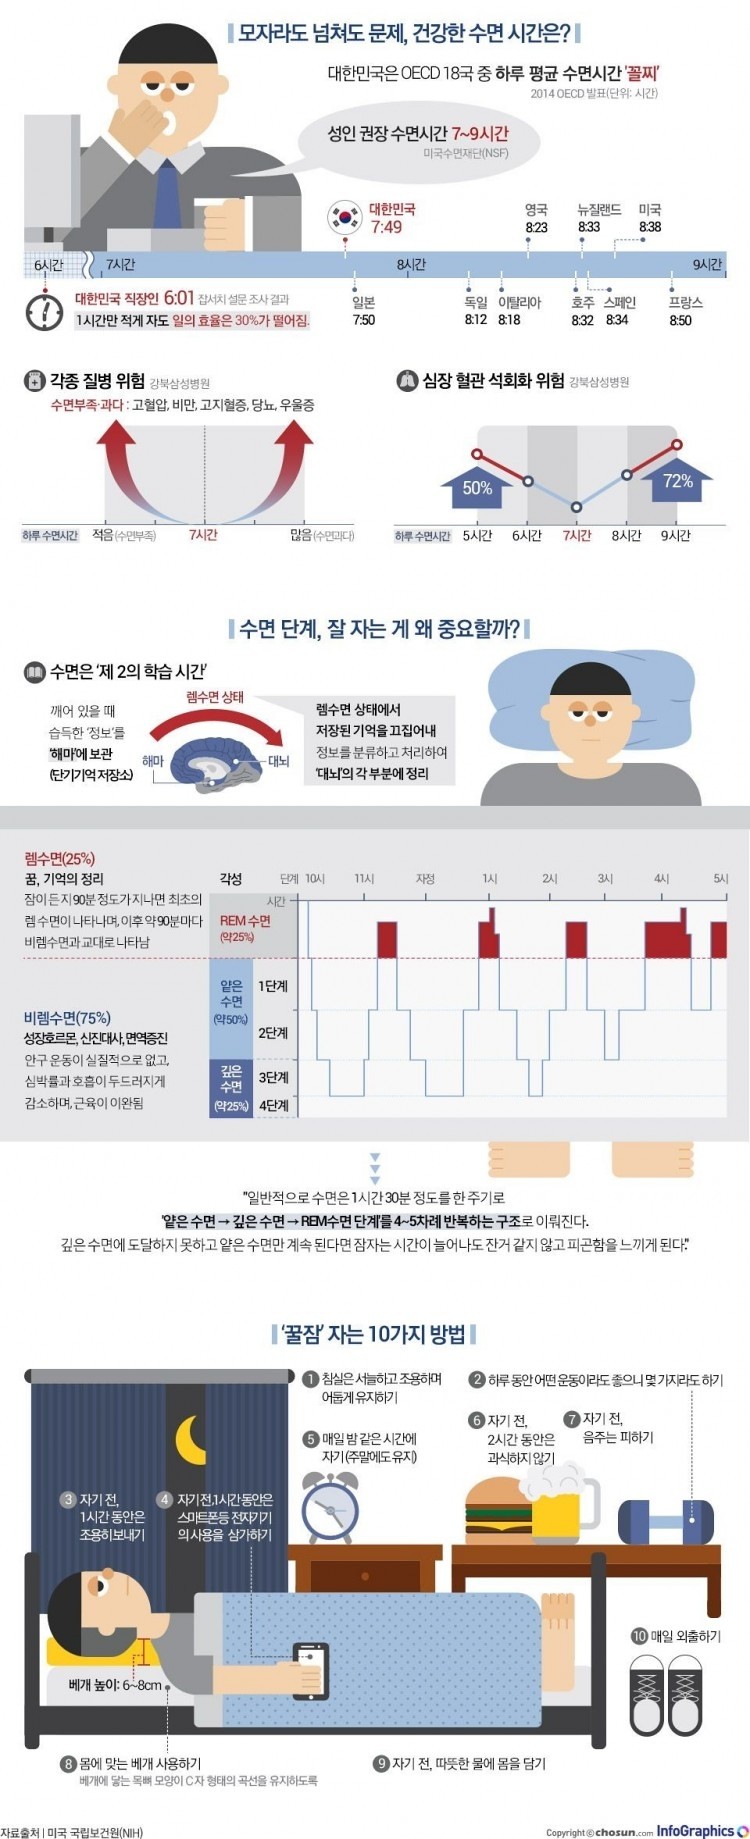 모자라도 넘쳐도 문제, 건강한 수면 시간은?
대한민국은 OECD 18국 중 하루 평균 수면시간 '꼴찌'
2014 OECD 발표(단위: 시간)
성인 권장 수면시간 7~9시간
미국수면재단(NSF)
대한민국
7:49
영국
8:23
뉴질랜드
8:33
미국
8:38
6시간
7시간
8시간
9시간
대한민국 직장인 6:01 잡서치 설문 조사 결과
1시간만 적게 자도 일의 효율은 30%가 떨어짐.
일본
7:50
독일
8:12
이탈리아
8:18
호주
8:32
스페인
8:34
프랑스
8:50
각종 질병 위험 강북삼성병원
수면부족·과다 : 고혈압, 비만, 고지혈증, 당뇨, 우울증
하루 수면시간
적음(수면부족)
7시간
많음(수면과다)
심장 혈관 석회화 위험 강북삼성병원
50%
72%
하루 수면시간
5시간
6시간
7시간
8시간
9시간
수면 단계, 잘 자는 게 왜 중요할까?
수면은 '제 2의 학습 시간'
깨어 있을 때
습득한 '정보'를
'해마'에 보관
(단기기억 저장소)
렘수면 상태
해마
대뇌
렘수면 상태에서
저장된 기억을 끄집어내
정보를 분류하고 처리하여
'대뇌'의 각 부분에 정리
렘수면(25%)
꿈, 기억의 정리
잠이 든지 90분 정도가 지나면 최초의
렘 수면이 나타나며, 이후 약 90분마다
비렘수면과 교대로 나타남
비렘수면(75%)
성장호르몬, 신진대사, 면역증진
안구 운동이 실질적으로 없고,
심박률과 호흡이 두드러지게
감소하며, 근육이 이완됨
각성
단계
시간
10시
11시
자정
1시
2시
3시
4시
5시
REM 수면
(약25%)
얕은
수면
(약50%)
1단계
2단계
깊은
수면
(약25%)
3단계
4단계
"일반적으로 수면은 1시간 30분 정도를 한 주기로
'얕은 수면 → 깊은 수면 → REM수면 단계'를 4~5차례 반복하는 구조로 이뤄진다.
깊은 수면에 도달하지 못하고 얕은 수면만 계속 된다면 잠자는 시간이 늘어나도 잔거 같지 않고 피곤함을 느끼게 된다."
'꿀잠' 자는 10가지 방법
1 침실은 서늘하고 조용하며
어둡게 유지하기
2 하루 동안 어떤 운동이라도 좋으니 몇 가지라도 하기
3 자기 전,
1시간 동안은
조용히 보내기
4 자기 전, 1시간 동안은
스마트폰등 전자기기
의 사용을 삼가하기
5 매일 밤 같은 시간에
자기 (주말에도 유지)
6 자기 전,
2시간 동안은
과식하지 않기
7 자기 전,
음주는 피하기
베개 높이: 6~8cm
10 매일 외출하기
8 몸에 맞는 베개 사용하기
베개에 닿는 목뼈 모양이 C자 형태의 곡선을 유지하도록
9 자기 전, 따뜻한 물에 몸을 담기
자료출처 | 미국 국립보건원(NIH)
Copyright ⓒ chosun.com InfoGraphics